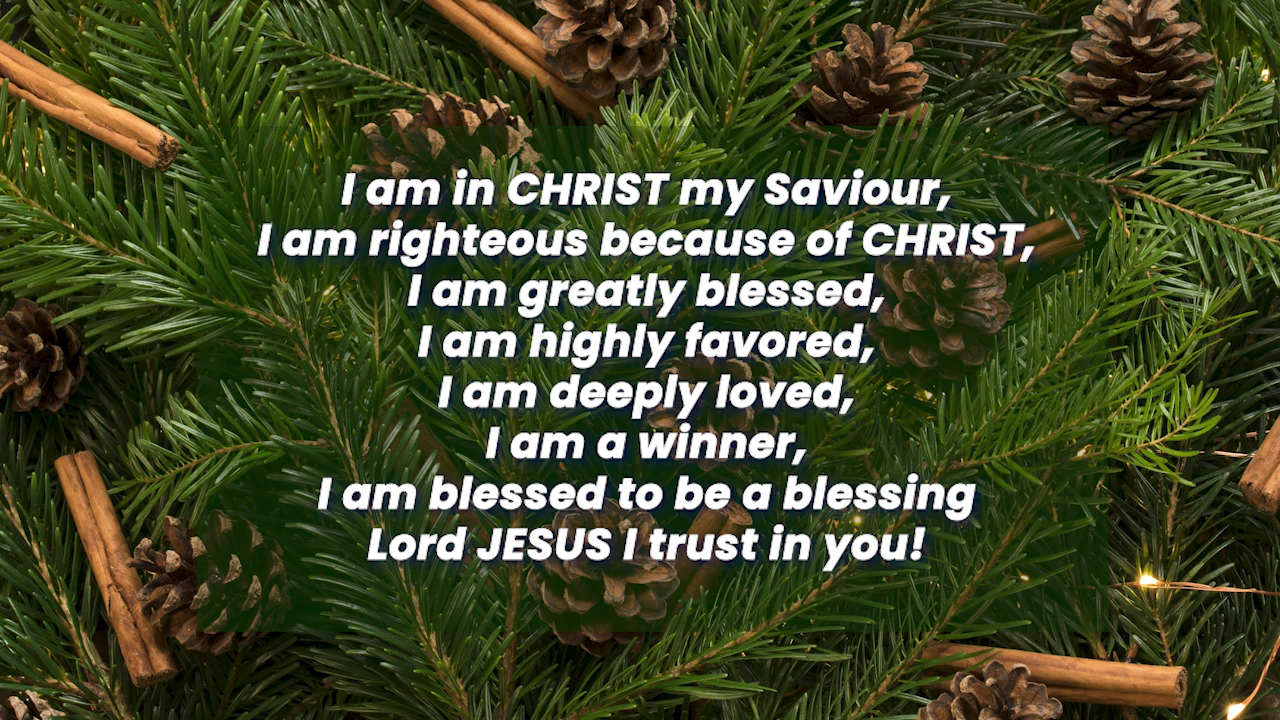 I am in CHRIST my Saviour,
I am righteous because of CHRIST,
I am greatly blessed,
I am highly favored,
I am deeply loved,
I am a winner,
I am blessed to be a blessing
Lord JESUS I trust in you!